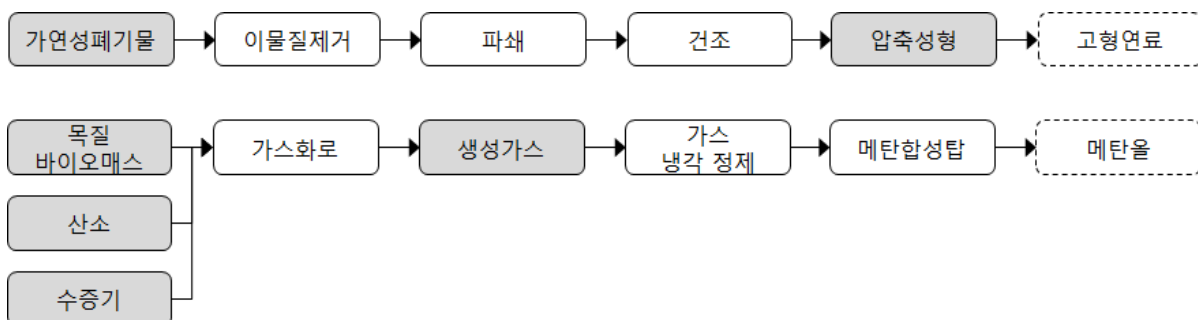 가연성폐기물
이물질제거
파쇄
건조
압축성형
고형연료
목질
바이오매스
가스화로
생성가스
가스
냉각 정제
메탄합성탑
메탄올
산소
수증기